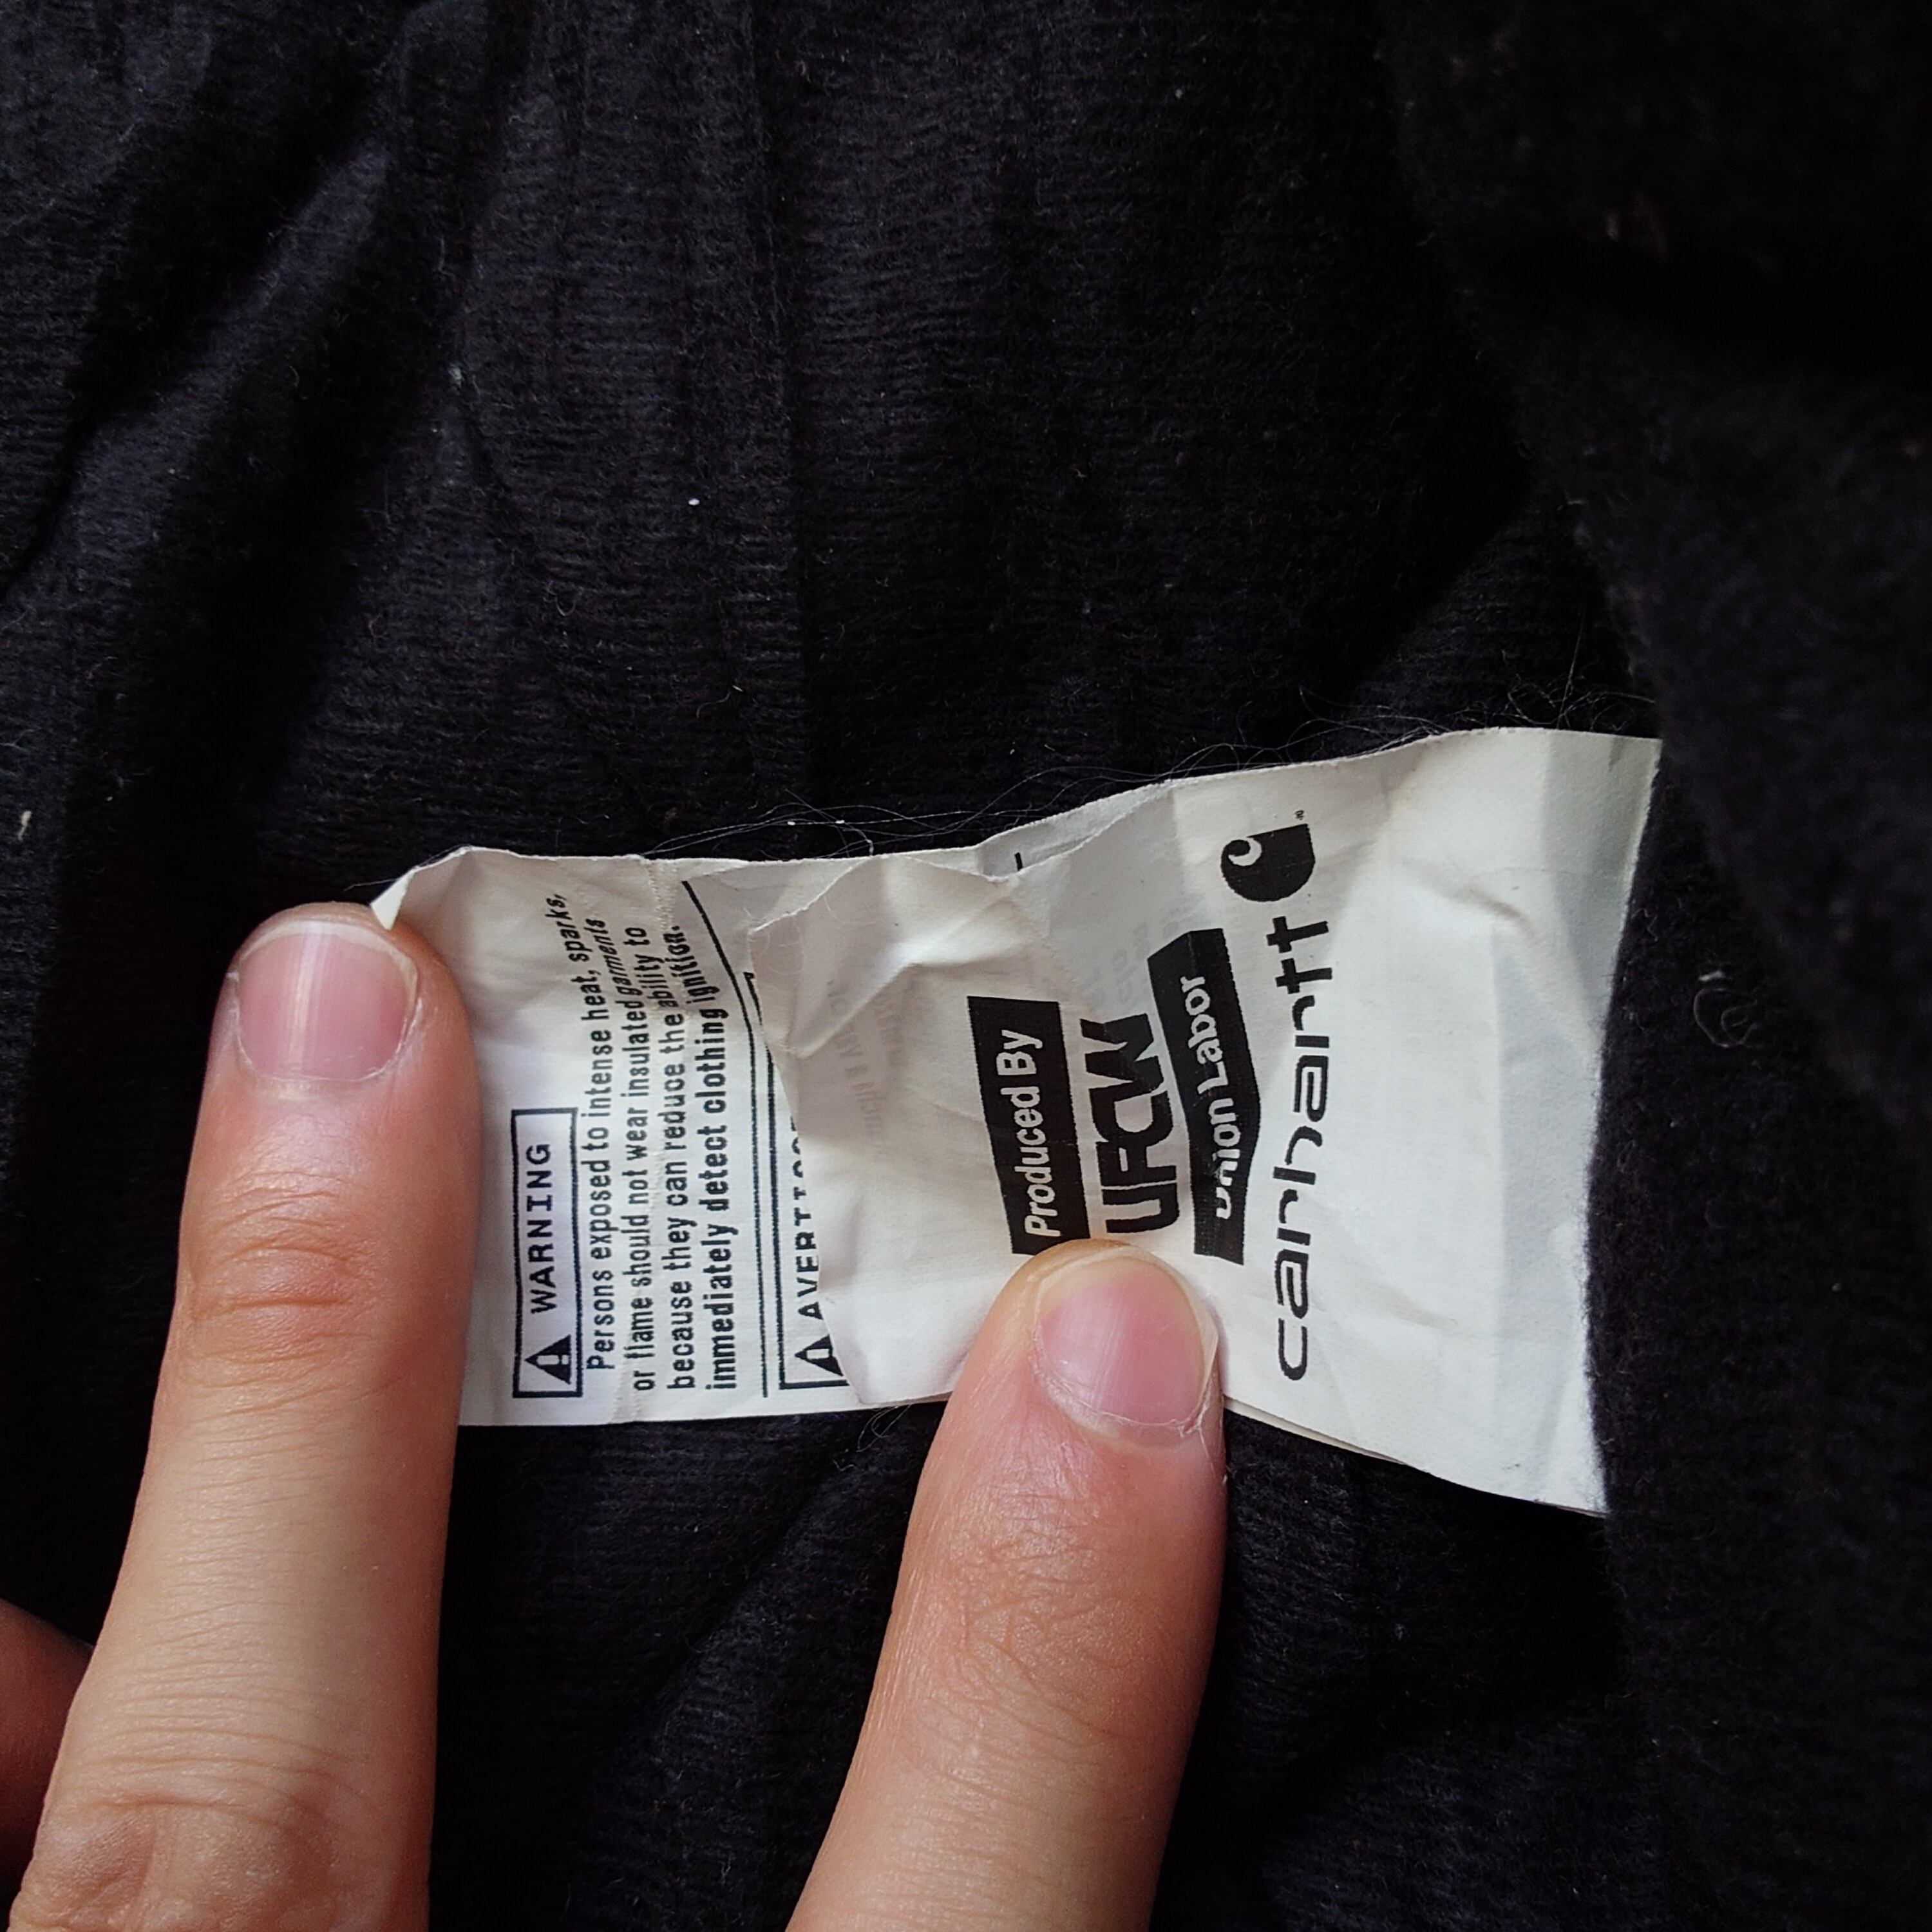 WARNING
Persons exposed to intense heat, sparks,
or flame should not wear insulated garments
because they can reduce the ability to
immediately detect clothing ignition.
Produced By
UFCW
Union Labor
carhartt